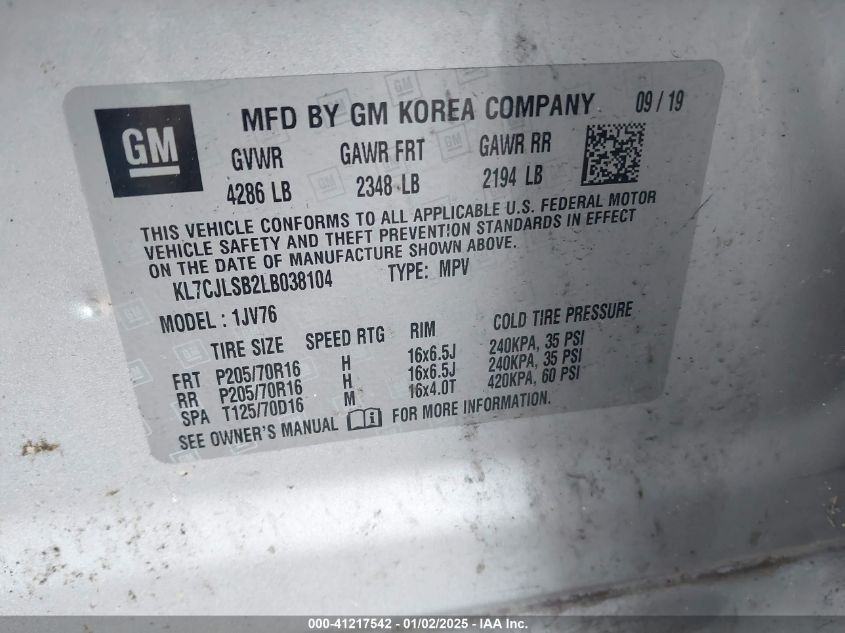 GM
MFD BY GM KOREA COMPANY 09/19
GVWR GAWR FRT GAWR RR
4286 LB 2348 LB 2194 LB
THIS VEHICLE CONFORMS TO ALL APPLICABLE U.S. FEDERAL MOTOR
VEHICLE SAFETY AND THEFT PREVENTION STANDARDS IN EFFECT
ON THE DATE OF MANUFACTURE SHOWN ABOVE.
KL7CJLSB2LB038104 TYPE: MPV
MODEL : 1JV76
TIRE SIZE SPEED RTG RIM COLD TIRE PRESSURE
FRT P205/70R16 H 16x6.5J 240KPA, 35 PSI
RR P205/70R16 H 16x6.5J 240KPA, 35 PSI
SPA T125/70D16 M 16x4.0T 420KPA, 60 PSI
SEE OWNER'S MANUAL FOR MORE INFORMATION.
000-41217542 - 01/02/2025 - IAA Inc.